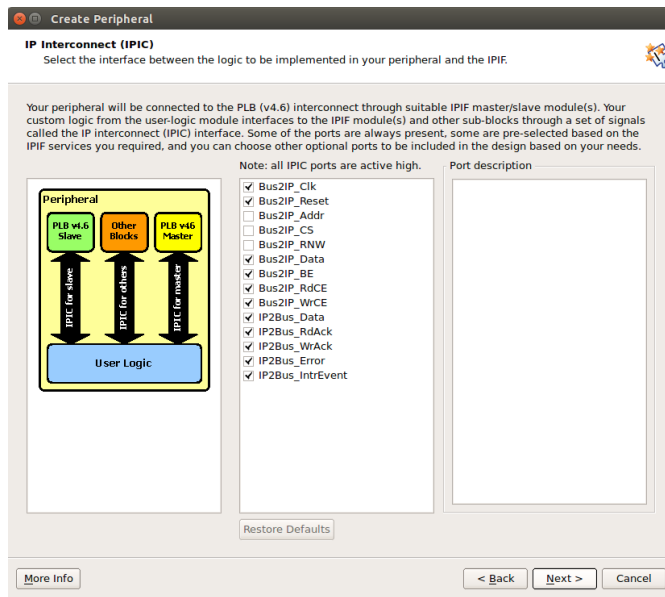 Create Peripheral
IP Interconnect (IPIC)
Select the interface between the logic to be implemented in your peripheral and the IPIF.
Your peripheral will be connected to the PLB (v4.6) interconnect through suitable IPIF master/slave module(s). Your
custom logic from the user-logic module interfaces to the IPIF module(s) and other sub-blocks through a set of signals
called the IP interconnect (IPIC) interface. Some of the ports are always present, some are pre-selected based on the
IPIF services you required, and you can choose other optional ports to be included in the design based on your needs.
Note: all IPIC ports are active high.
Port description
Peripheral
PLB v4.6
Slave
Other
Blocks
PLB v46
Master
IPIC for slave
IPIC for others
IPIC for master
User Logic
Bus2IP_Clk
Bus2IP_Reset
Bus2IP_Addr
Bus2IP_CS
Bus2IP_RNW
Bus2IP_Data
Bus2IP_BE
Bus2IP_RdCE
Bus2IP_WrCE
IP2Bus_Data
IP2Bus_RdAck
IP2Bus_WrAck
IP2Bus_Error
IP2Bus_IntrEvent
Restore Defaults
More Info
< Back
Next >
Cancel